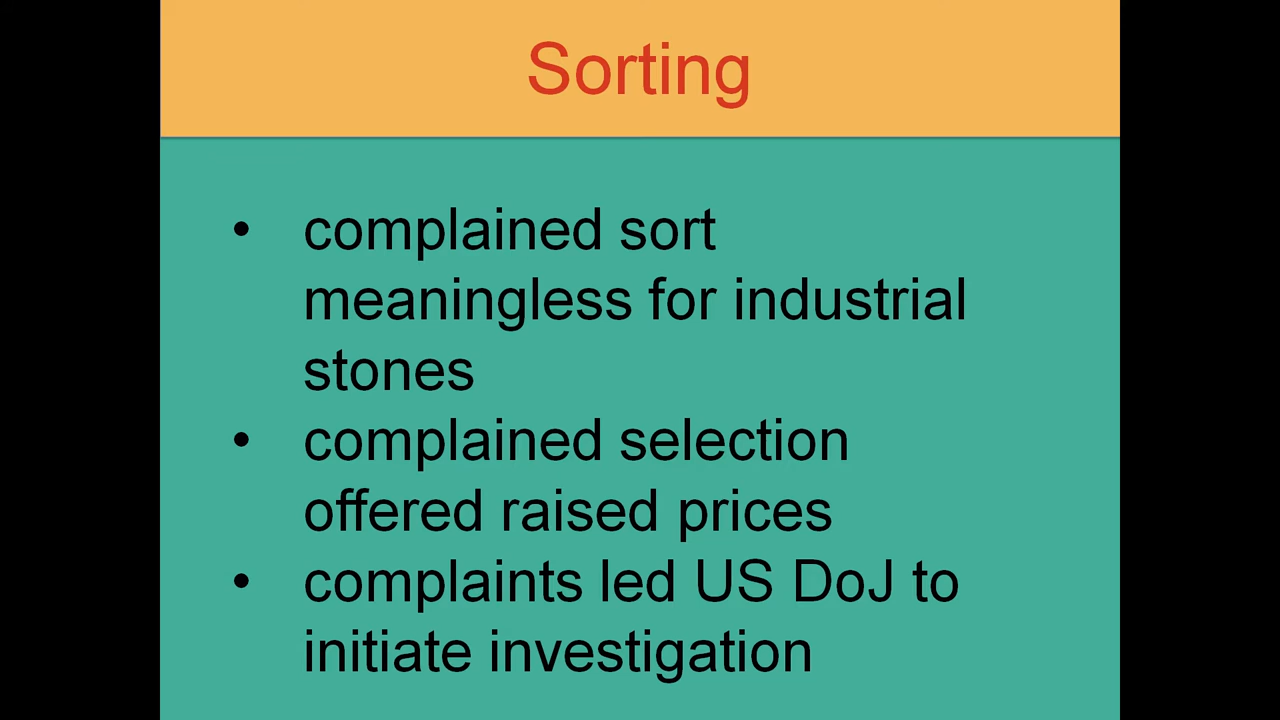 Sorting
• complained sort
meaningless for industrial
stones
• complained selection
offered raised prices
• complaints led US DoJ to
initiate investigation